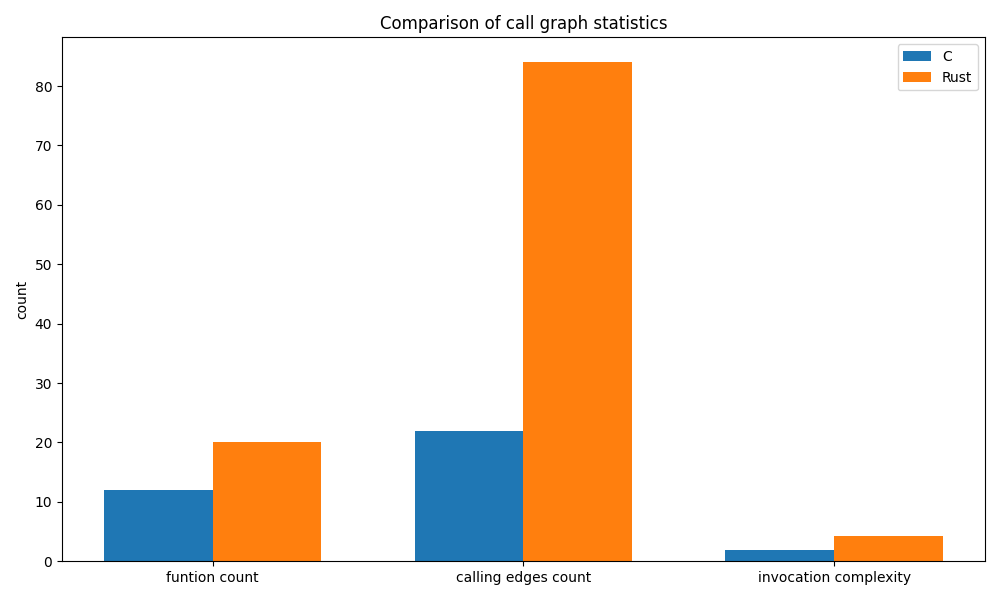 Comparison of call graph statistics
C
Rust
count
80
70
60
50
40
30
20
10
0
funtion count
calling edges count
invocation complexity